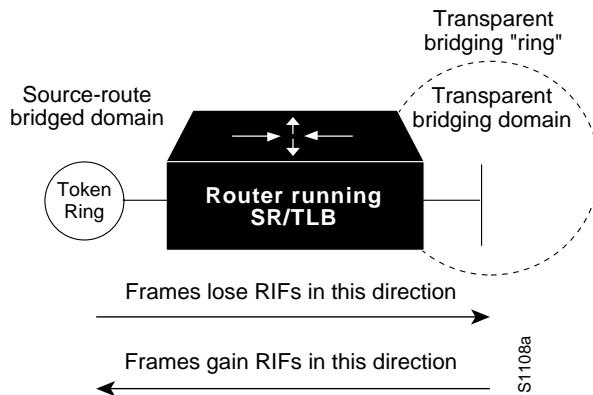 Transparent
bridging "ring"
Source-route
bridged domain
Transparent
bridging domain
Token
Ring
Router running
SR/TLB
Frames lose RIFs in this direction
Frames gain RIFs in this direction
S1108a